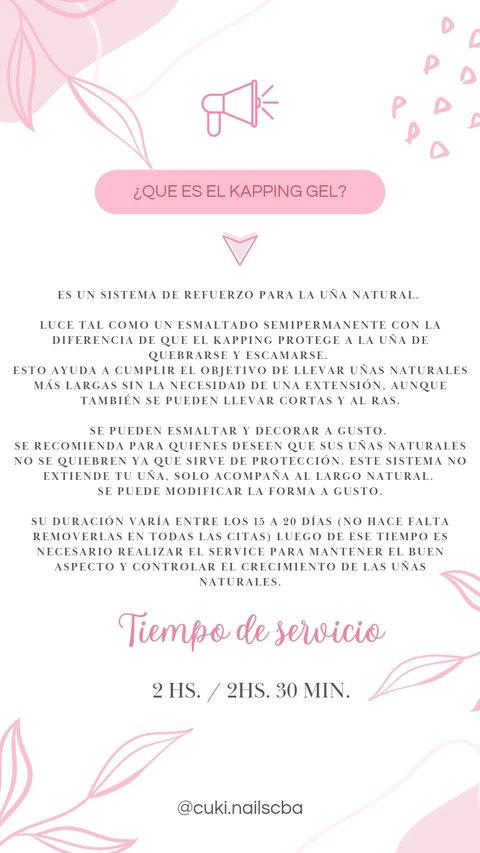 ¿QUE ES EL KAPPING GEL?
ES UN SISTEMA DE REFUERZO PARA LA UÑA NATURAL.
LUCE TAL COMO UN ESMALTADO SEMIPERMANENTE CON LA
DIFERENCIA DE QUE EL KAPPING PROTEGE A LA UÑA DE
QUEBRARSE Y ESCAMARSE.
ESTO AYUDA A CUMPLIR EL OBJETIVO DE LLEVAR UÑAS NATURALES
MÁS LARGAS SIN LA NECESIDAD DE UNA EXTENSIÓN, AUNQUE
TAMBIÉN SE PUEDEN LLEVAR CORTAS Y AL RAS.
SE PUEDEN ESMALTAR Y DECORAR A GUSTO.
SE RECOMIENDA PARA QUIENES DESEEN QUE SUS UÑAS NATURALES
NO SE QUIEBREN YA QUE SIRVE DE PROTECCIÓN. ESTE SISTEMA NO
EXTIENDE TU UÑA, SOLO ACOMPAÑA AL LARGO NATURAL.
SE PUEDE MODIFICAR LA FORMA A GUSTO.
SU DURACIÓN VARÍA ENTRE LOS 15 A 20 DÍAS (NO HACE FALTA
REMOVERLAS EN TODAS LAS CITAS) LUEGO DE ESE TIEMPO ES
NECESARIO REALIZAR EL SERVICE PARA MANTENER EL BUEN
ASPECTO Y CONTROLAR EL CRECIMIENTO DE LAS UÑAS
NATURALES.
Tiempo de servicio
2 HS. / 2HS. 30 MIN.
@cuki.nailscba